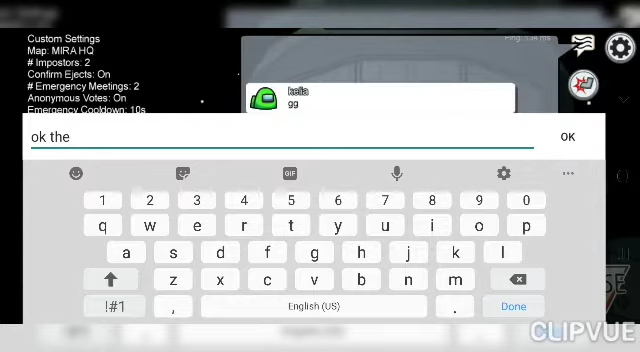 Custom Settings
Map: MIRA HQ
# Impostors: 2
Confirm Ejects: On
# Emergency Meetings: 2
Anonymous Votes: On
Emergency Cooldown: 10s
keila
gg
ok the
OK
GIF
1 2 3 4 5 6 7 8 9 0
q w e r t y u i o p
a s d f g h j k l
z x c v b n m
!#1 , English (US) . Done
CLIPVUE